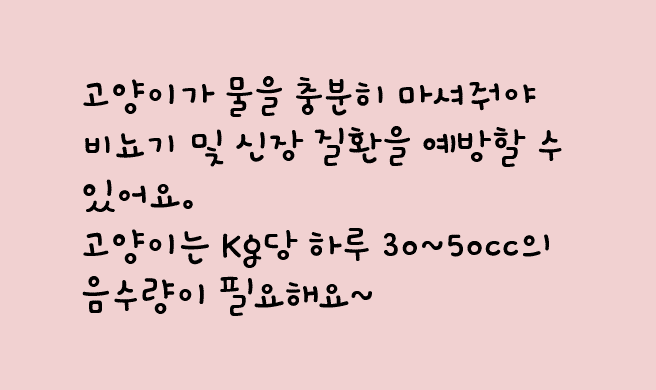 고양이가 물을 충분히 마셔줘야
비뇨기 및 신장 질환을 예방할 수
있어요.
고양이는 Kg당 하루 30~50cc의
음수량이 필요해요~